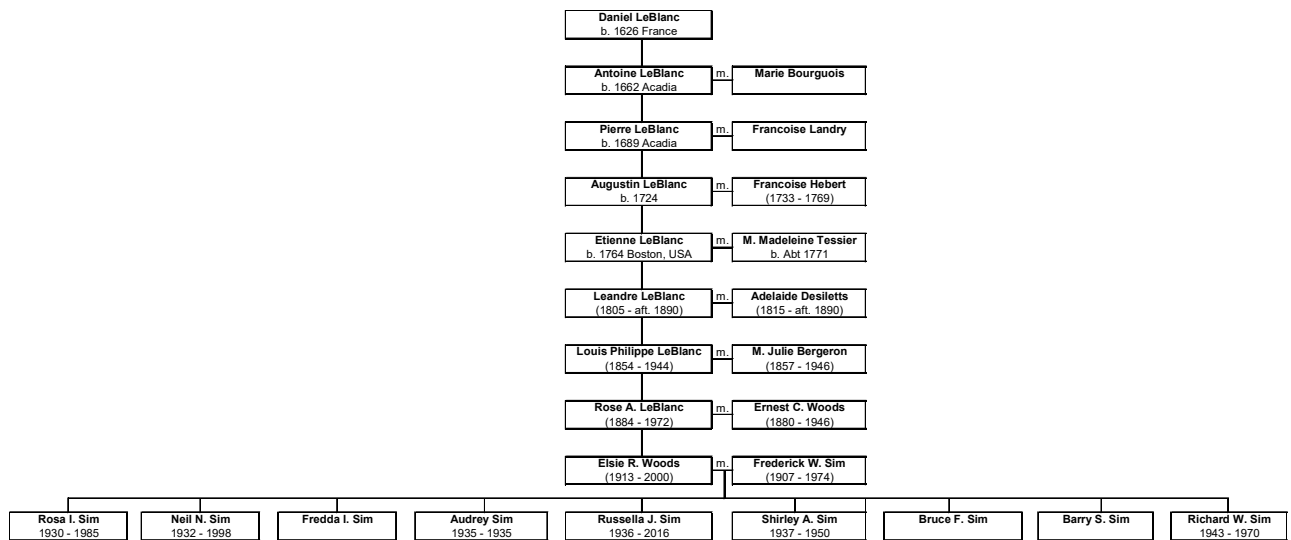 Daniel LeBlanc
b. 1626 France
Antoine LeBlanc
b. 1662 Acadia
m.
Marie Bourguois
Pierre LeBlanc
b. 1689 Acadia
m.
Francoise Landry
Augustin LeBlanc
b. 1724
m.
Francoise Hebert
(1733 - 1769)
Etienne LeBlanc
b. 1764 Boston, USA
m.
M. Madeleine Tessier
b. Abt 1771
Leandre LeBlanc
(1805 - aft. 1890)
m.
Adelaide Desiletts
(1815 - aft. 1890)
Louis Philippe LeBlanc
(1854 - 1944)
m.
M. Julie Bergeron
(1857 - 1946)
Rose A. LeBlanc
(1884 - 1972)
m.
Ernest C. Woods
(1880 - 1946)
Elsie R. Woods
(1913 - 2000)
m.
Frederick W. Sim
(1907 - 1974)
Rosa I. Sim
1930 - 1985
Neil N. Sim
1932 - 1998
Fredda I. Sim
Audrey Sim
1935 - 1935
Russella J. Sim
1936 - 2016
Shirley A. Sim
1937 - 1950
Bruce F. Sim
Barry S. Sim
Richard W. Sim
1943 - 1970